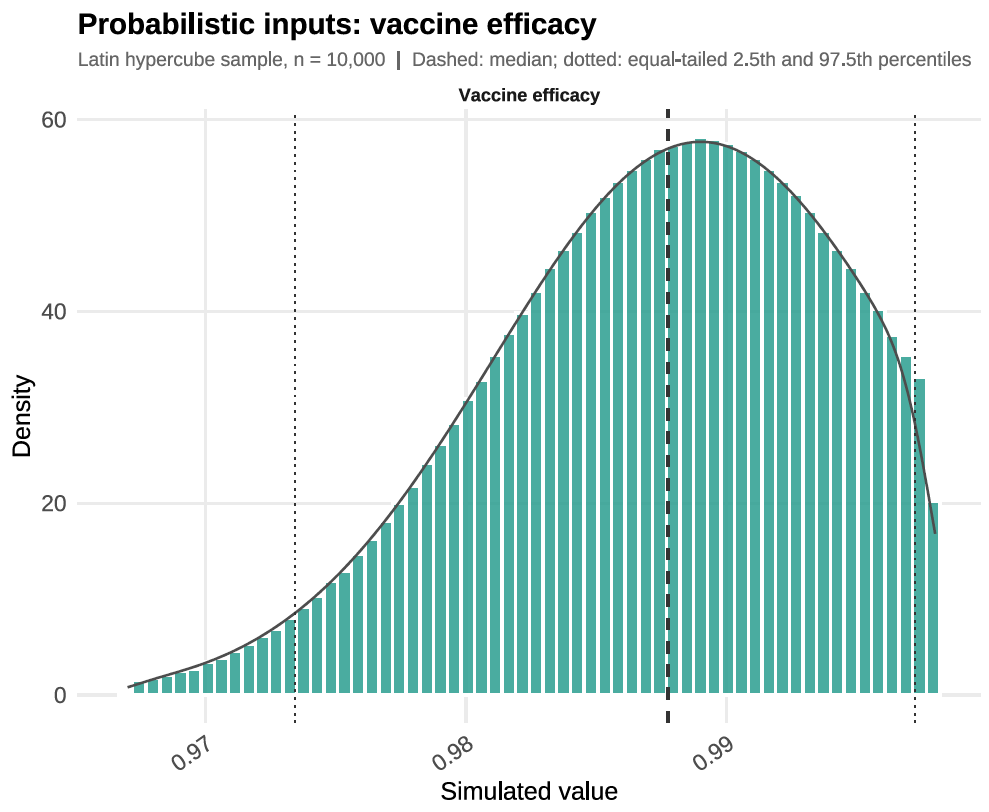 Probabilistic inputs: vaccine efficacy
Latin hypercube sample, n = 10,000 | Dashed: median; dotted: equal-tailed 2.5th and 97.5th percentiles
Vaccine efficacy
60
40
20
0
Density
0.97 0.98 0.99
Simulated value